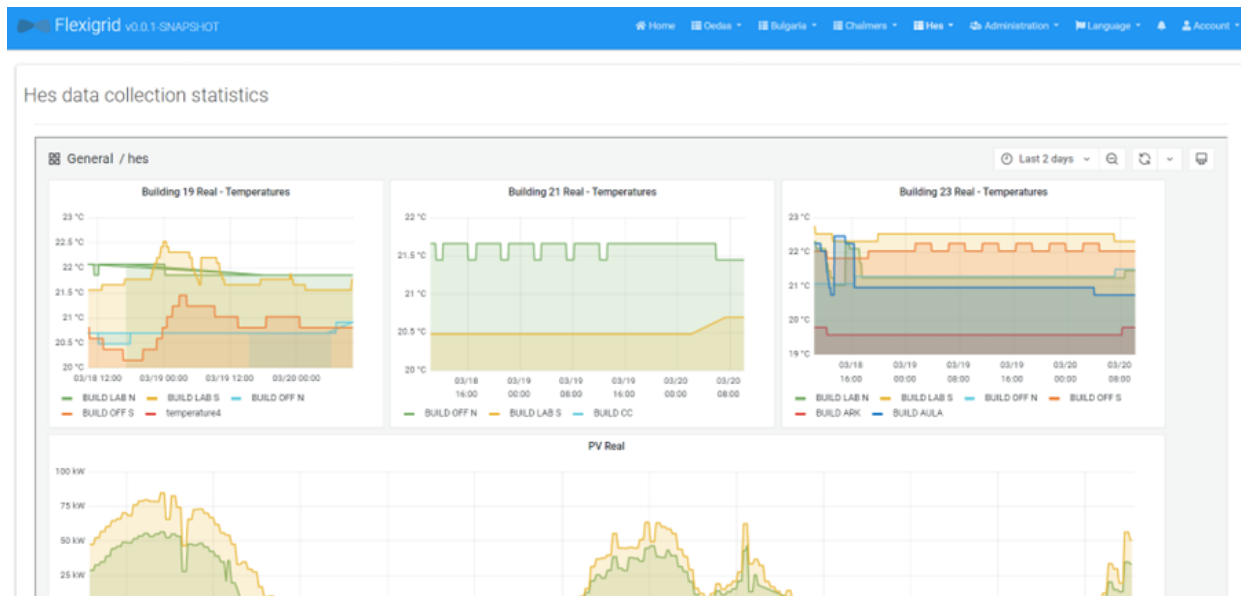 Flexigrid v0.0.1-SNAPSHOT
Home Oedas Bulgaria Chalmers Hes Administration Language Account
Hes data collection statistics
General / hes
Last 2 days
Building 19 Real - Temperatures
23 °C
22.5 °C
22 °C
21.5 °C
21 °C
20.5 °C
20 °C
03/18 12:00 03/19 00:00 03/19 12:00 03/20 00:00
BUILD LAB N BUILD LAB S BUILD OFF N
BUILD OFF S temperature4
Building 21 Real - Temperatures
22 °C
21.5 °C
21 °C
20.5 °C
20 °C
03/18 03/19 03/19 03/19 03/20 03/20
16:00 00:00 08:00 16:00 00:00 08:00
BUILD OFF N BUILD LAB S BUILD CC
Building 23 Real - Temperatures
23 °C
22 °C
21 °C
20 °C
19 °C
03/18 03/19 03/19 03/19 03/20 03/20
16:00 00:00 08:00 16:00 00:00 08:00
BUILD LAB N BUILD LAB S BUILD OFF N BUILD OFF S
BUILD ARK BUILD AULA
PV Real
100 kW
75 kW
50 kW
25 kW